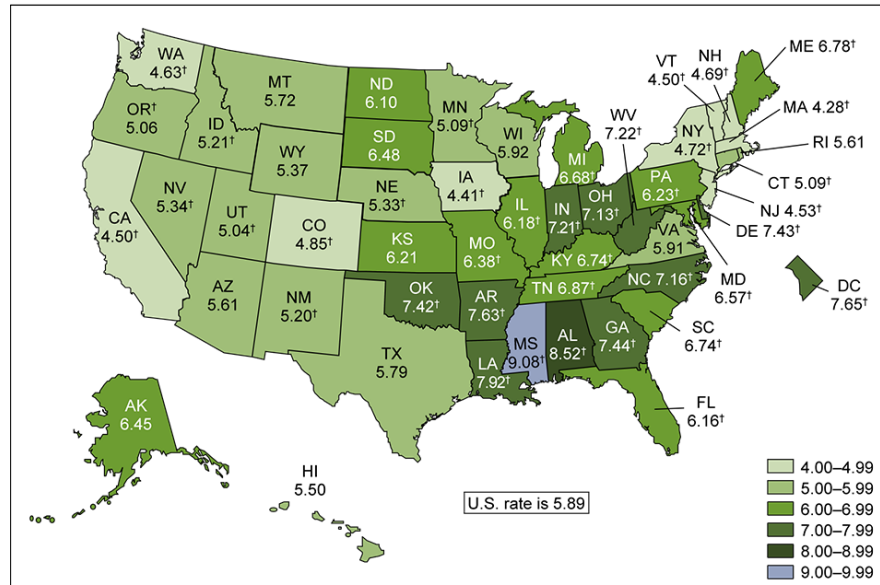 WA
4.63†
OR†
5.06
CA
4.50†
ID
5.21†
NV
5.34†
MT
5.72
WY
5.37
UT
5.04†
AZ
5.61
CO
4.85†
NM
5.20†
ND
6.10
SD
6.48
NE
5.33†
KS
6.21
OK
7.42†
TX
5.79
MN
5.09†
IA
4.41†
MO
6.38†
AR
7.63†
LA
7.92†
WI
5.92
IL
6.18†
MI
6.68†
IN
7.21†
OH
7.13†
KY 6.74†
TN 6.87†
MS
9.08†
AL
8.52†
GA
7.44†
WV
7.22†
VA
5.91
NC 7.16†
PA
6.23†
NY
4.72†
VT
4.50†
NH
4.69†
ME 6.78†
MA 4.28†
RI 5.61
CT 5.09†
NJ 4.53†
DE 7.43†
MD
6.57†
DC
7.65†
SC
6.74†
FL
6.16†
AK
6.45
HI
5.50
U.S. rate is 5.89
4.00–4.99
5.00–5.99
6.00–6.99
7.00–7.99
8.00–8.99
9.00–9.99